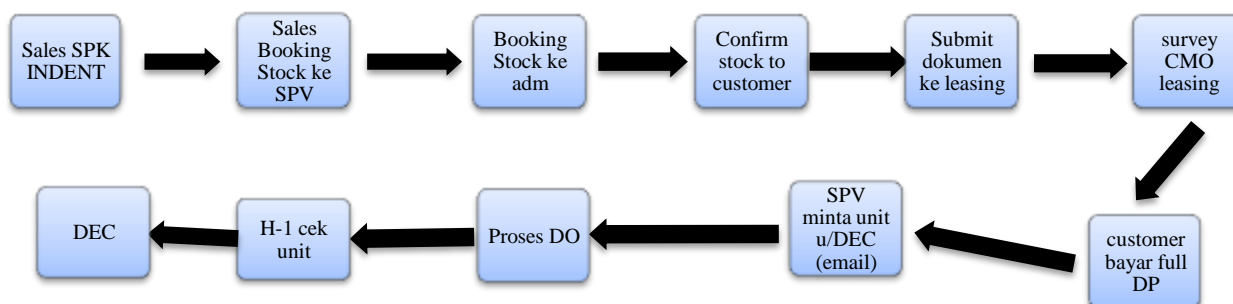 Sales SPK
INDENT
Sales
Booking
Stock ke
SPV
Booking
Stock ke
adm
Confirm
stock to
customer
Submit
dokumen
ke leasing
survey
CMO
leasing
customer
bayar full
DP
SPV
minta unit
u/DEC
(email)
Proses DO
H-1 cek
unit
DEC